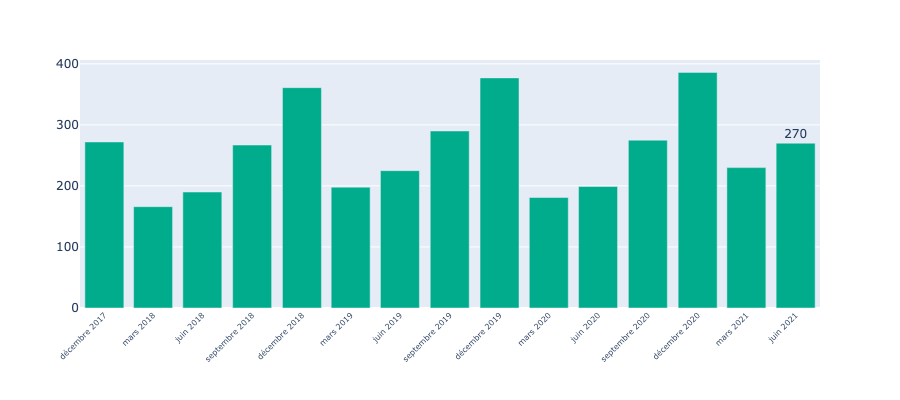 400
300
200
100
0
270
décembre 2017
mars 2018
juin 2018
septembre 2018
décembre 2018
mars 2019
juin 2019
septembre 2019
décembre 2019
mars 2020
juin 2020
septembre 2020
décembre 2020
mars 2021
juin 2021